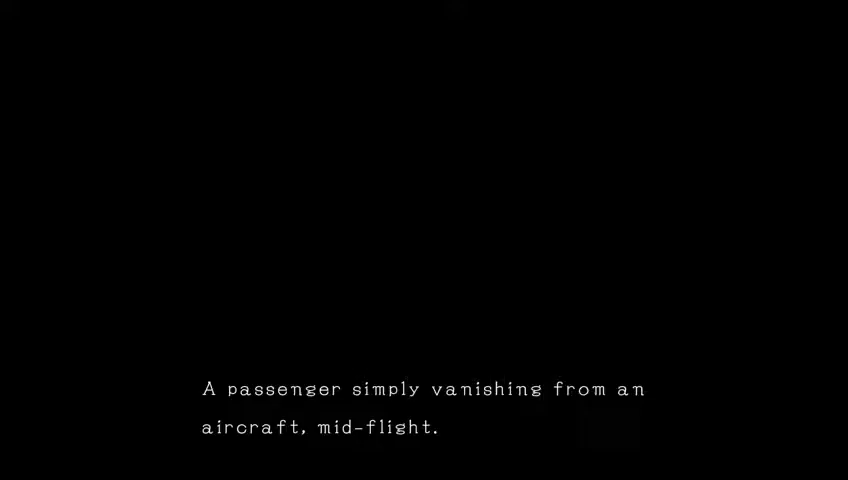 A passenger simply vanishing from an
aircraft, mid-flight.